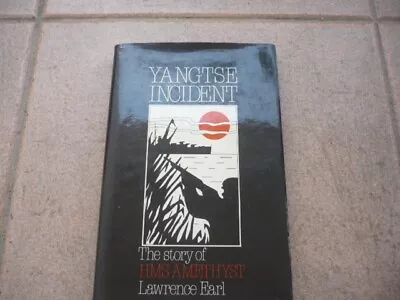 YANGTSE
INCIDENT
The story of
HMS AMETHYST
Lawrence Earl